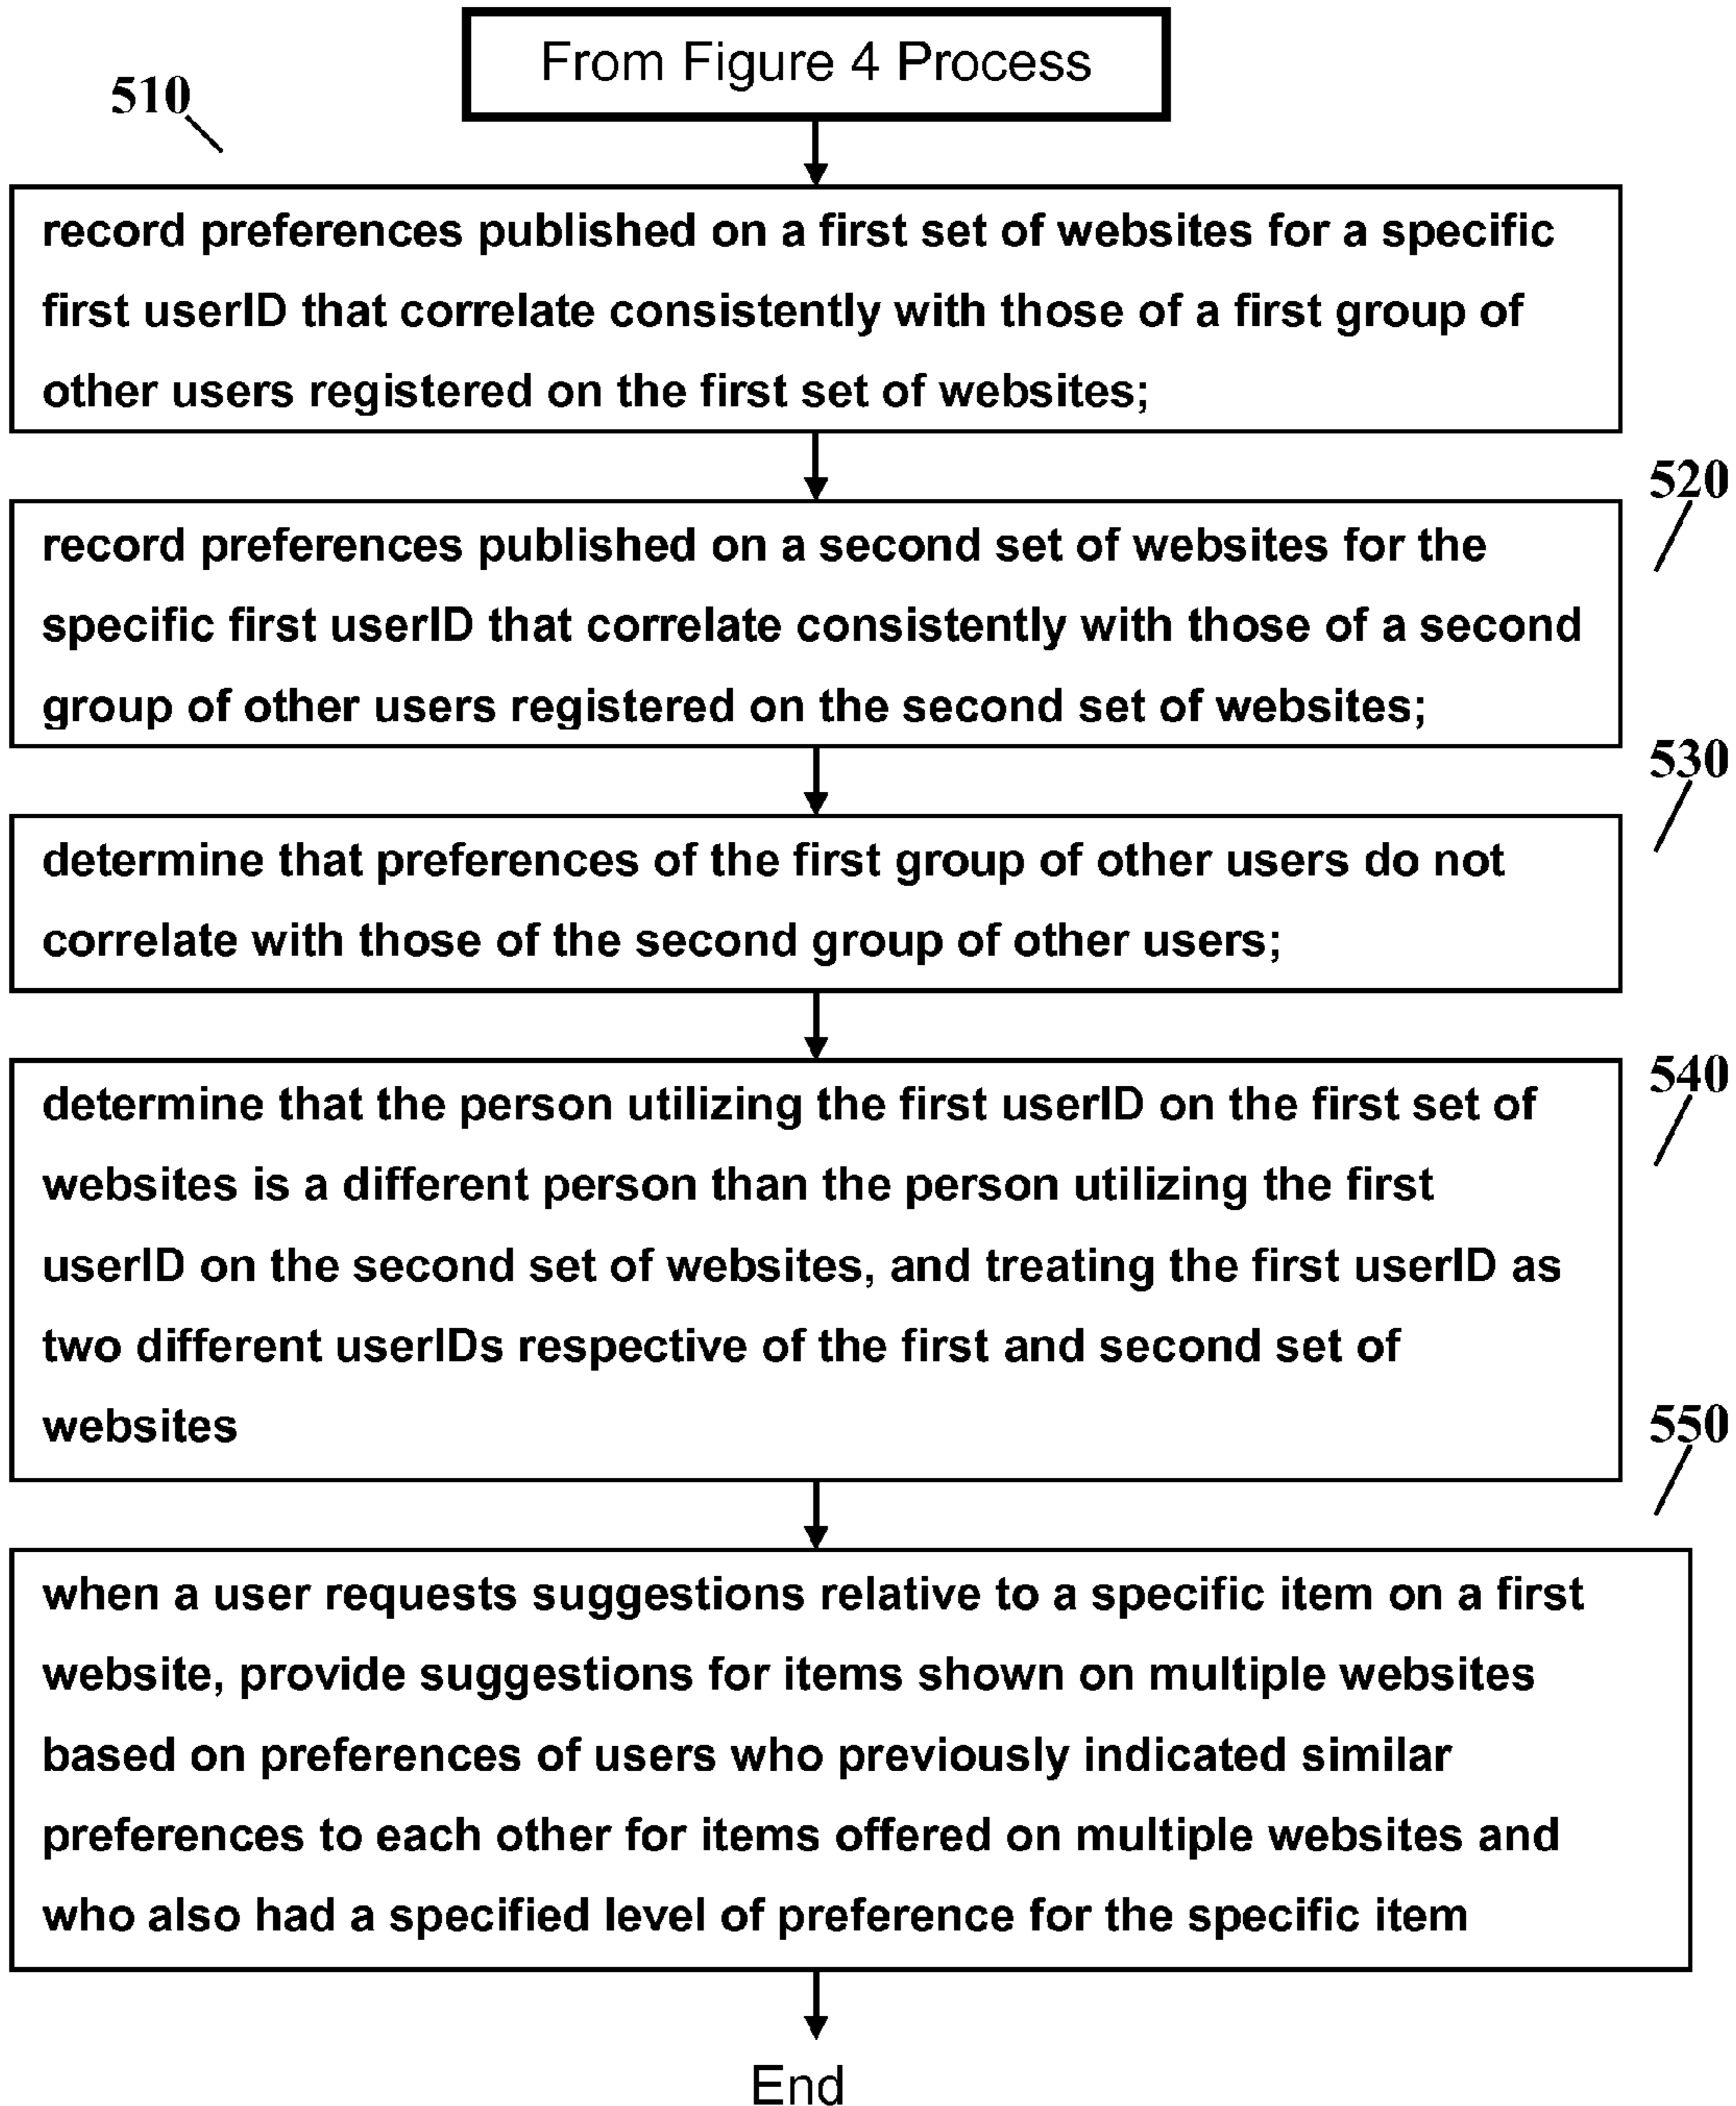 From Figure 4 Process
510
record preferences published on a first set of websites for a specific
first userID that correlate consistently with those of a first group of
other users registered on the first set of websites;
520
record preferences published on a second set of websites for the
specific first userID that correlate consistently with those of a second
group of other users registered on the second set of websites;
530
determine that preferences of the first group of other users do not
correlate with those of the second group of other users;
540
determine that the person utilizing the first userID on the first set of
websites is a different person than the person utilizing the first
userID on the second set of websites, and treating the first userID as
two different userIDs respective of the first and second set of
websites
550
when a user requests suggestions relative to a specific item on a first
website, provide suggestions for items shown on multiple websites
based on preferences of users who previously indicated similar
preferences to each other for items offered on multiple websites and
who also had a specified level of preference for the specific item
End